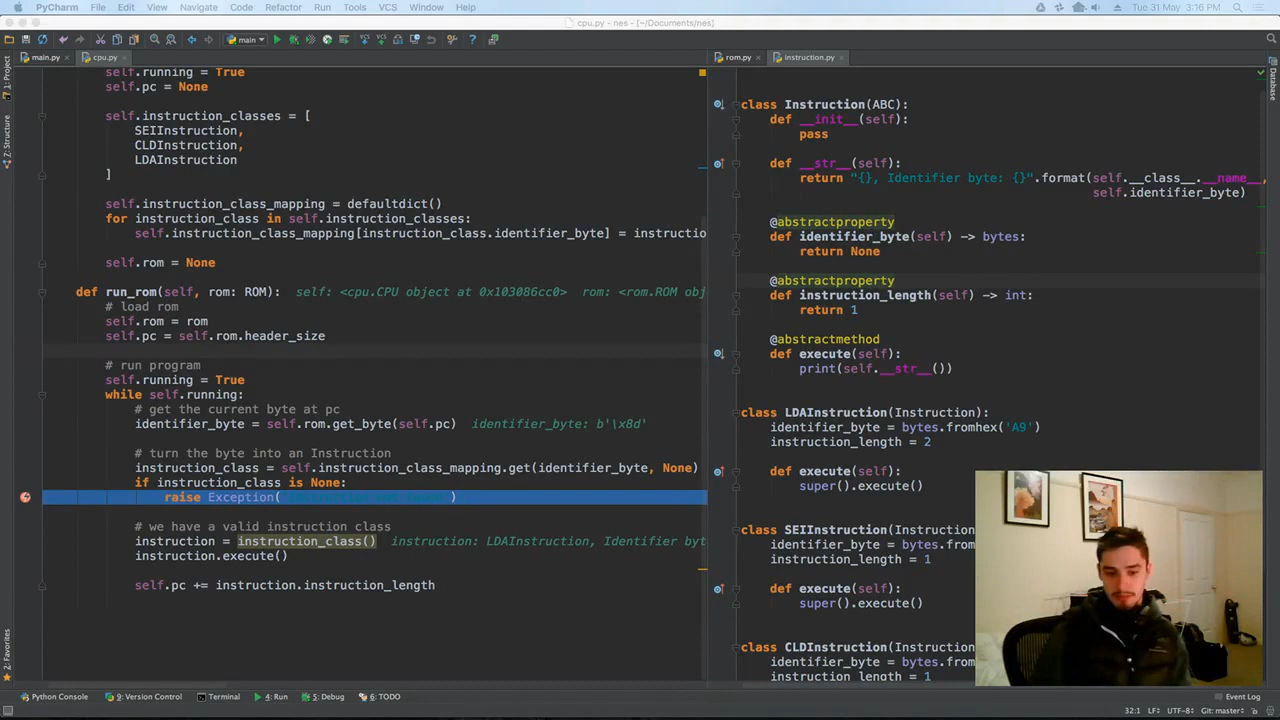 PyCharm File Edit View Navigate Code Refactor Run Tools VCS Window Help Tue 31 May 3:16 PM
cpu.py - nes - [~/Documents/nes]
main
main.py cpu.py rom.py instruction.py
1: Project
Z: Structure
2: Favorites
Database
self.running = True
self.pc = None
self.instruction_classes = [
SEIInstruction,
CLDInstruction,
LDAInstruction
]
self.instruction_class_mapping = defaultdict()
for instruction_class in self.instruction_classes:
self.instruction_class_mapping[instruction_class.identifier_byte] = instructio
self.rom = None
def run_rom(self, rom: ROM): self: <cpu.CPU object at 0x103086cc0> rom: <rom.ROM obj
# load rom
self.rom = rom
self.pc = self.rom.header_size
# run program
self.running = True
while self.running:
# get the current byte at pc
identifier_byte = self.rom.get_byte(self.pc) identifier_byte: b'\x8d'
# turn the byte into an Instruction
instruction_class = self.instruction_class_mapping.get(identifier_byte, None)
if instruction_class is None:
raise Exception( )
# we have a valid instruction class
instruction = instruction_class() instruction: LDAInstruction, Identifier byt
instruction.execute()
self.pc += instruction.instruction_length
class Instruction(ABC):
def __init__(self):
pass
def __str__(self):
return "{}, Identifier byte: {}".format(self.__class__.__name__,
self.identifier_byte)
@abstractproperty
def identifier_byte(self) -> bytes:
return None
@abstractproperty
def instruction_length(self) -> int:
return 1
@abstractmethod
def execute(self):
print(self.__str__())
class LDAInstruction(Instruction):
identifier_byte = bytes.fromhex('A9')
instruction_length = 2
def execute(self):
super().execute()
class SEIInstruction(Instruction
identifier_byte = bytes.from
instruction_length = 1
def execute(self):
super().execute()
class CLDInstruction(Instruction
identifier_byte = bytes.from
instruction_length = 1
Python Console 9: Version Control Terminal 4: Run 5: Debug 6: TODO Event Log
32:1 LF÷ UTF-8÷ Git: master÷